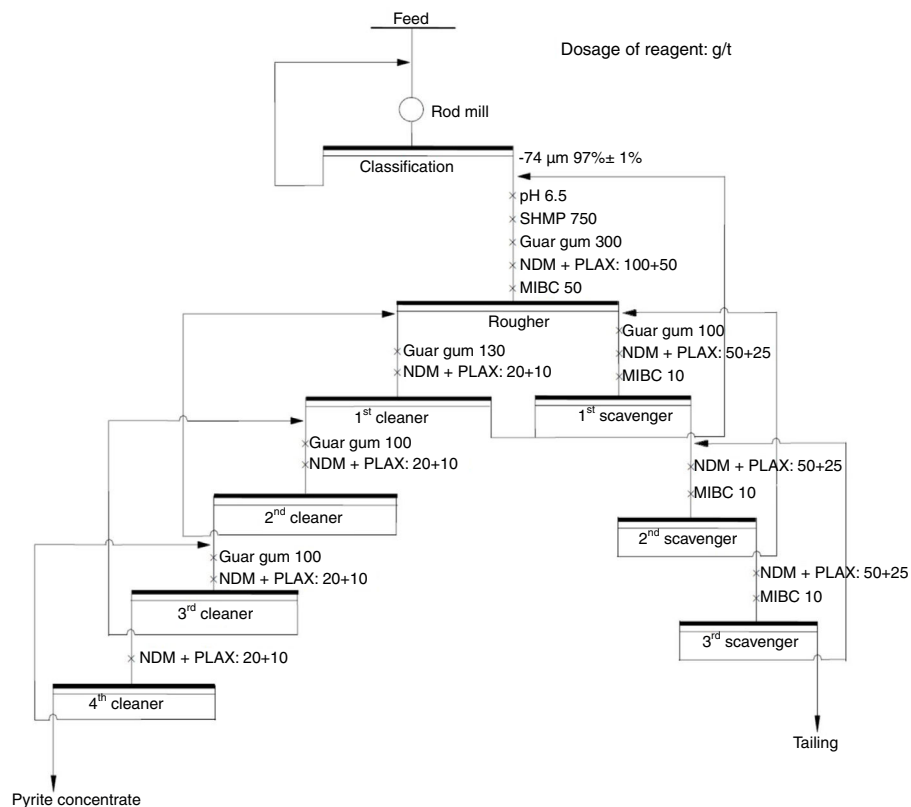 Feed
Dosage of reagent: g/t
Rod mill
-74 µm 97%± 1%
Classification
pH 6.5
SHMP 750
Guar gum 300
NDM + PLAX: 100+50
MIBC 50
Rougher
Guar gum 130
NDM + PLAX: 20+10
Guar gum 100
NDM + PLAX: 50+25
MIBC 10
1st cleaner
1st scavenger
Guar gum 100
NDM + PLAX: 20+10
NDM + PLAX: 50+25
MIBC 10
2nd cleaner
2nd scavenger
Guar gum 100
NDM + PLAX: 20+10
NDM + PLAX: 50+25
MIBC 10
3rd cleaner
3rd scavenger
NDM + PLAX: 20+10
4th cleaner
Tailing
Pyrite concentrate